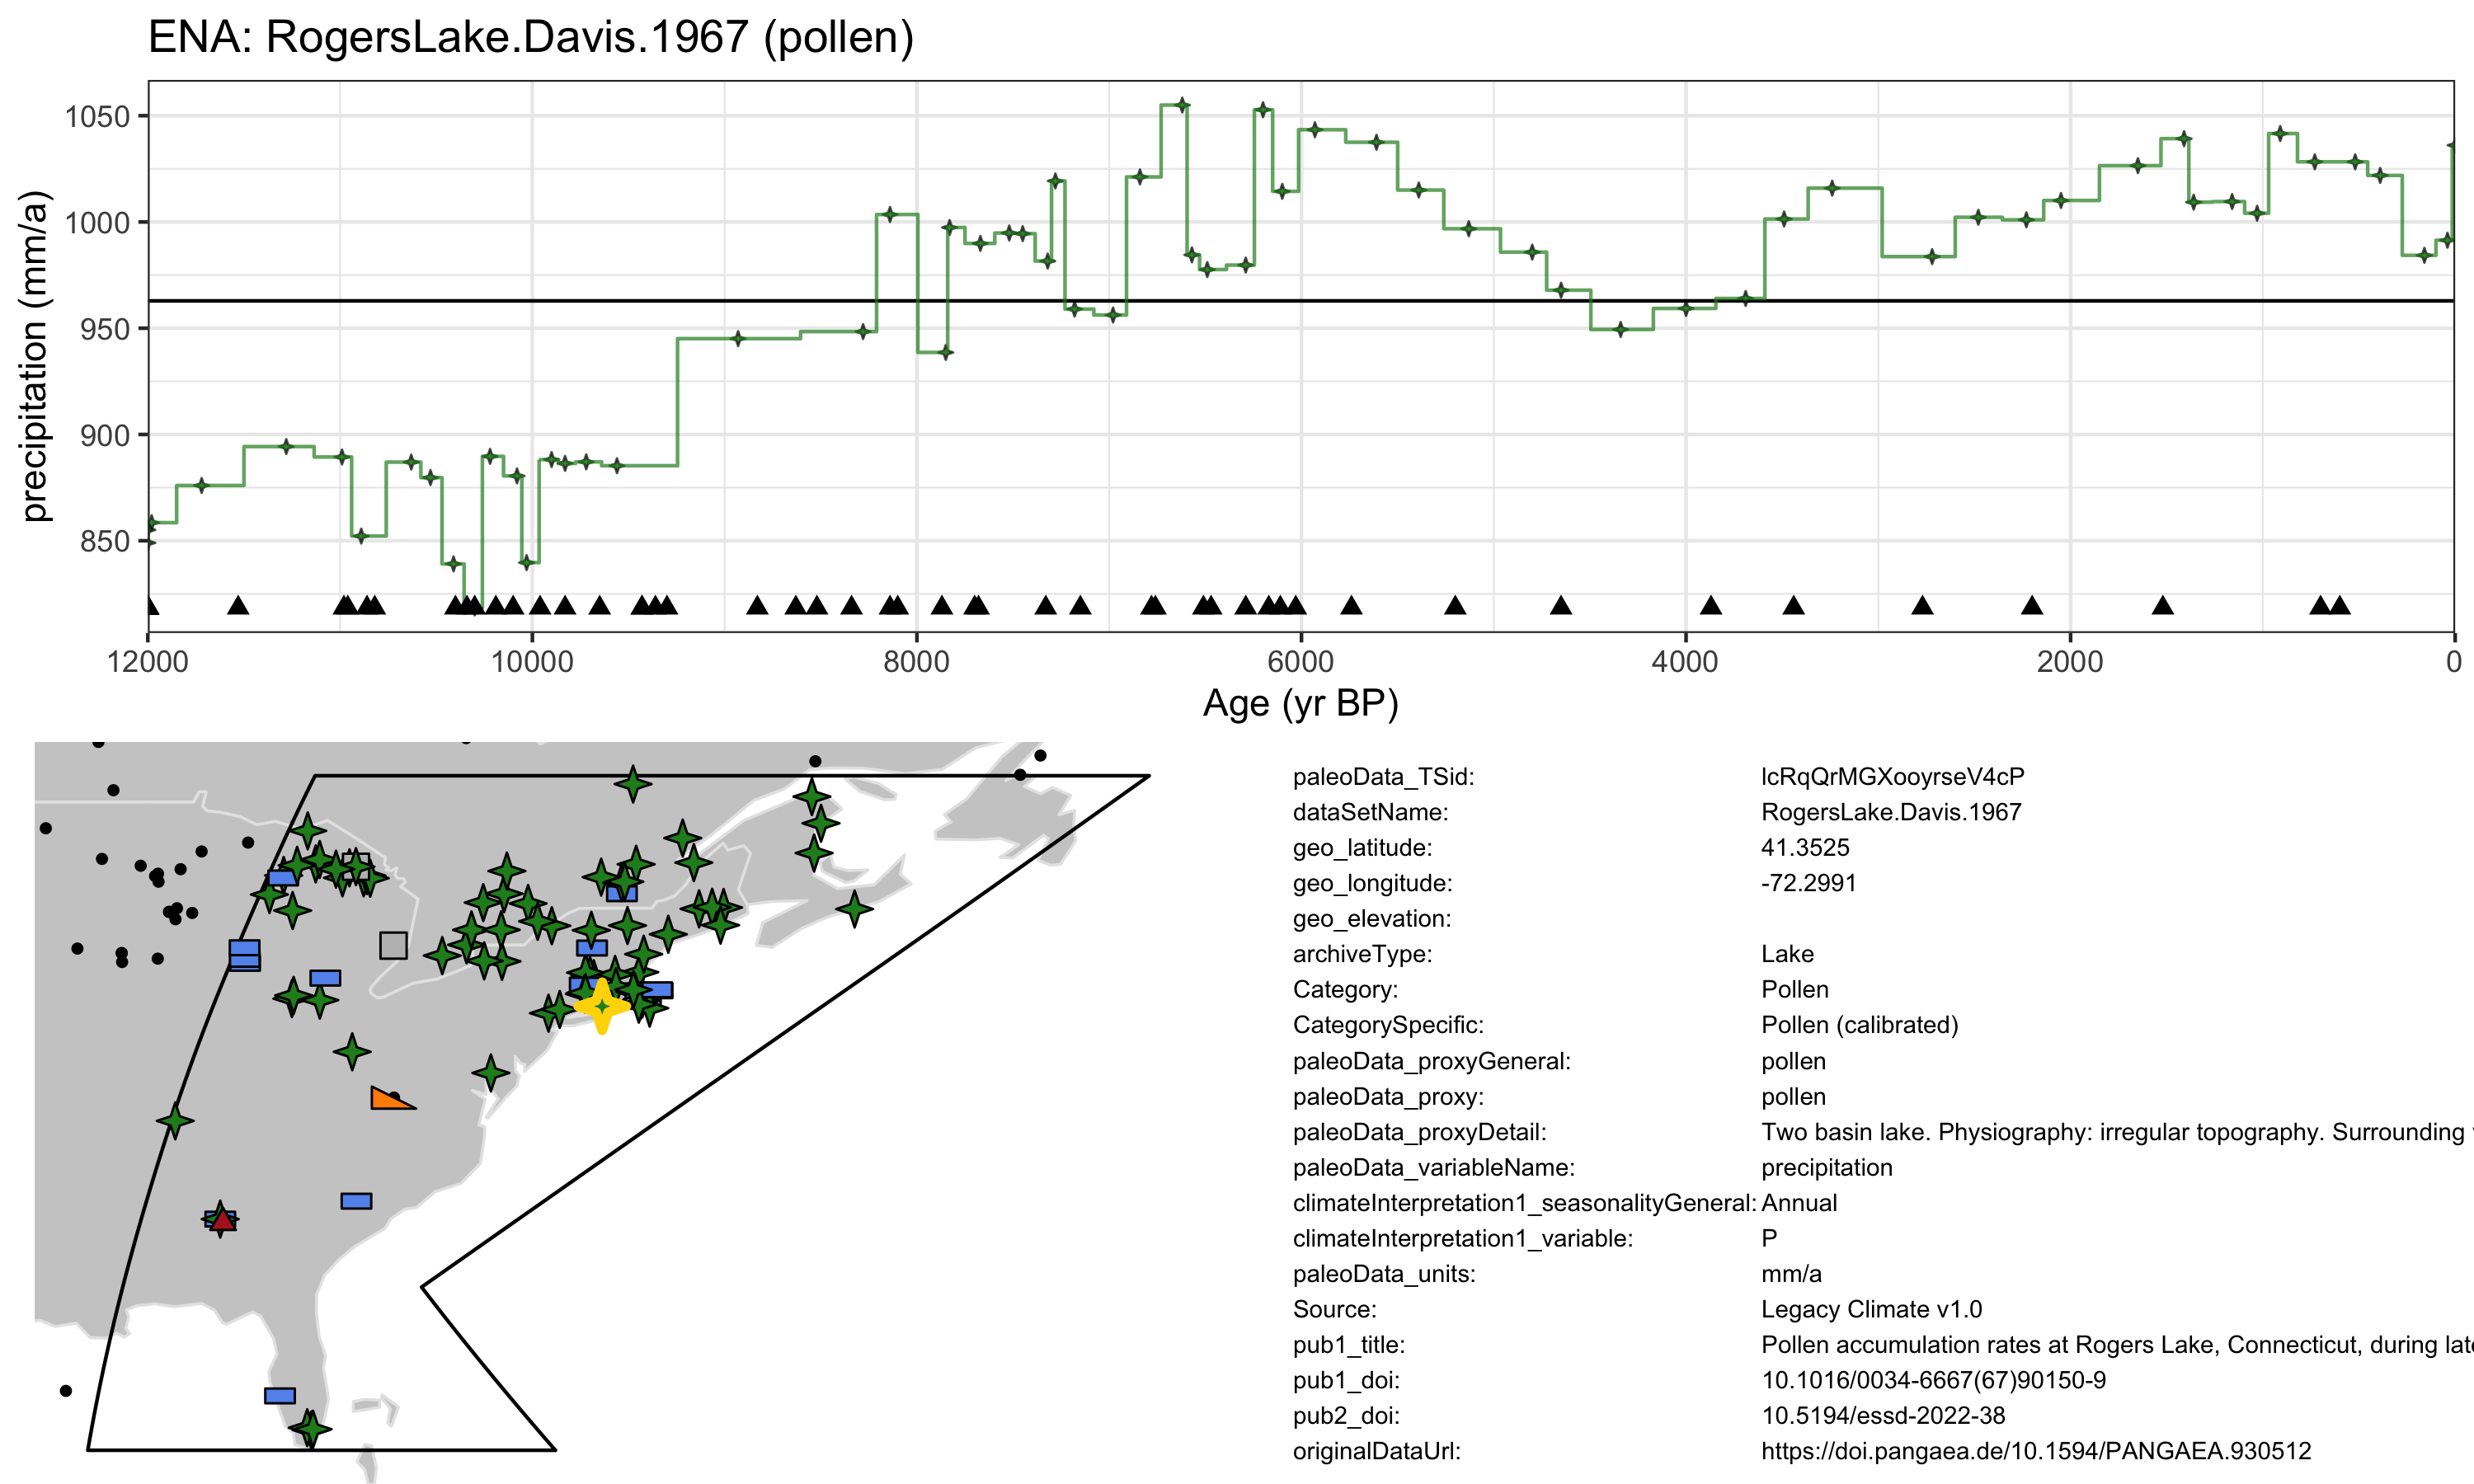 ENA: RogersLake.Davis.1967 (pollen)
precipitation (mm/a)
1050
1000
950
900
850
12000 10000 8000 6000 4000 2000 0
Age (yr BP)
paleoData_TSid: lcRqQrMGXooyrseV4cP
dataSetName: RogersLake.Davis.1967
geo_latitude: 41.3525
geo_longitude: -72.2991
geo_elevation:
archiveType: Lake
Category: Pollen
CategorySpecific: Pollen (calibrated)
paleoData_proxyGeneral: pollen
paleoData_proxy: pollen
paleoData_proxyDetail: Two basin lake. Physiography: irregular topography. Surrounding
paleoData_variableName: precipitation
climateInterpretation1_seasonalityGeneral: Annual
climateInterpretation1_variable: P
paleoData_units: mm/a
Source: Legacy Climate v1.0
pub1_title: Pollen accumulation rates at Rogers Lake, Connecticut, during
pub1_doi: 10.1016/0034-6667(67)90150-9
pub2_doi: 10.5194/essd-2022-38
originalDataUrl: https://doi.pangaea.de/10.1594/PANGAEA.930512